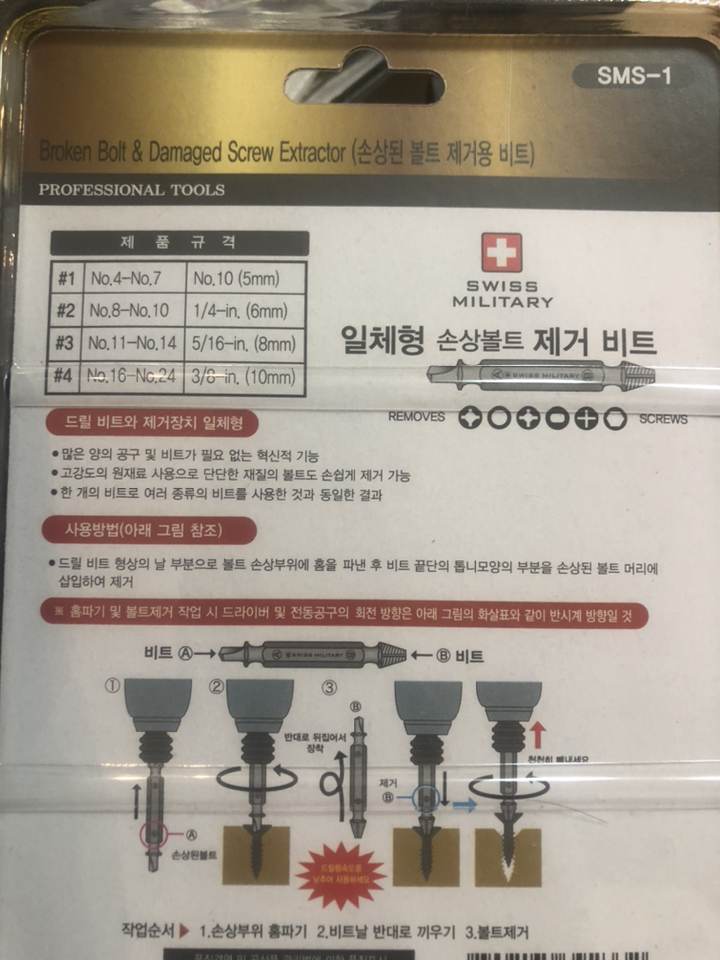 SMS-1
Broken Bolt & Damaged Screw Extractor (손상된 볼트 제거용 비트)
PROFESSIONAL TOOLS
제 품 규 격
#1 No.4-No.7 No.10 (5mm)
#2 No.8-No.10 1/4-in. (6mm)
#3 No.11-No.14 5/16-in. (8mm)
#4 No.16-No.24 3/8-in. (10mm)
SWISS
MILITARY
일체형 손상볼트 제거 비트
SWISS MILITARY
REMOVES SCREWS
드릴 비트와 제거장치 일체형
• 많은 양의 공구 및 비트가 필요 없는 혁신적 기능
• 고강도의 원재료 사용으로 단단한 재질의 볼트도 손쉽게 제거 가능
• 한 개의 비트로 여러 종류의 비트를 사용한 것과 동일한 결과
사용방법(아래 그림 참조)
• 드릴 비트 형상의 날 부분으로 볼트 손상부위에 홈을 파낸 후 비트 끝단의 톱니모양의 부분을 손상된 볼트 머리에
삽입하여 제거
※ 홈파기 및 볼트제거 작업 시 드라이버 및 전동공구의 회전 방향은 아래 그림의 화살표와 같이 반시계 방향일 것
비트 Ⓐ SWISS MILITARY Ⓑ 비트
① ② ③
Ⓑ
반대로 뒤집어서
장착
천천히 빼내세요
제거
Ⓑ
Ⓐ
손상된볼트
드릴링속도를
낮추어 사용하세요
작업순서▶ 1.손상부위 홈파기 2.비트날 반대로 끼우기 3.볼트제거